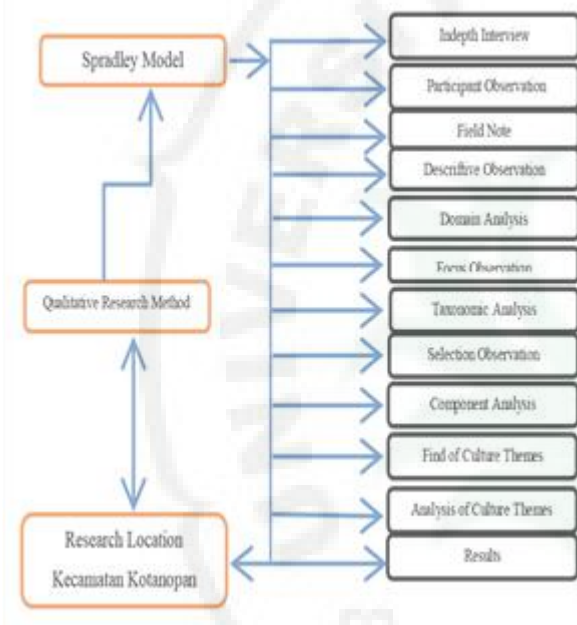 Spradley Model
Qualitative Research Method
Research Location
Kecamatan Kotanopan
Indepth Interview
Participant Observation
Field Note
Descriftive Observation
Domain Analysis
Focus Observation
Taxonomic Analysis
Selection Observation
Component Analysis
Find of Culture Themes
Analysis of Culture Themes
Results